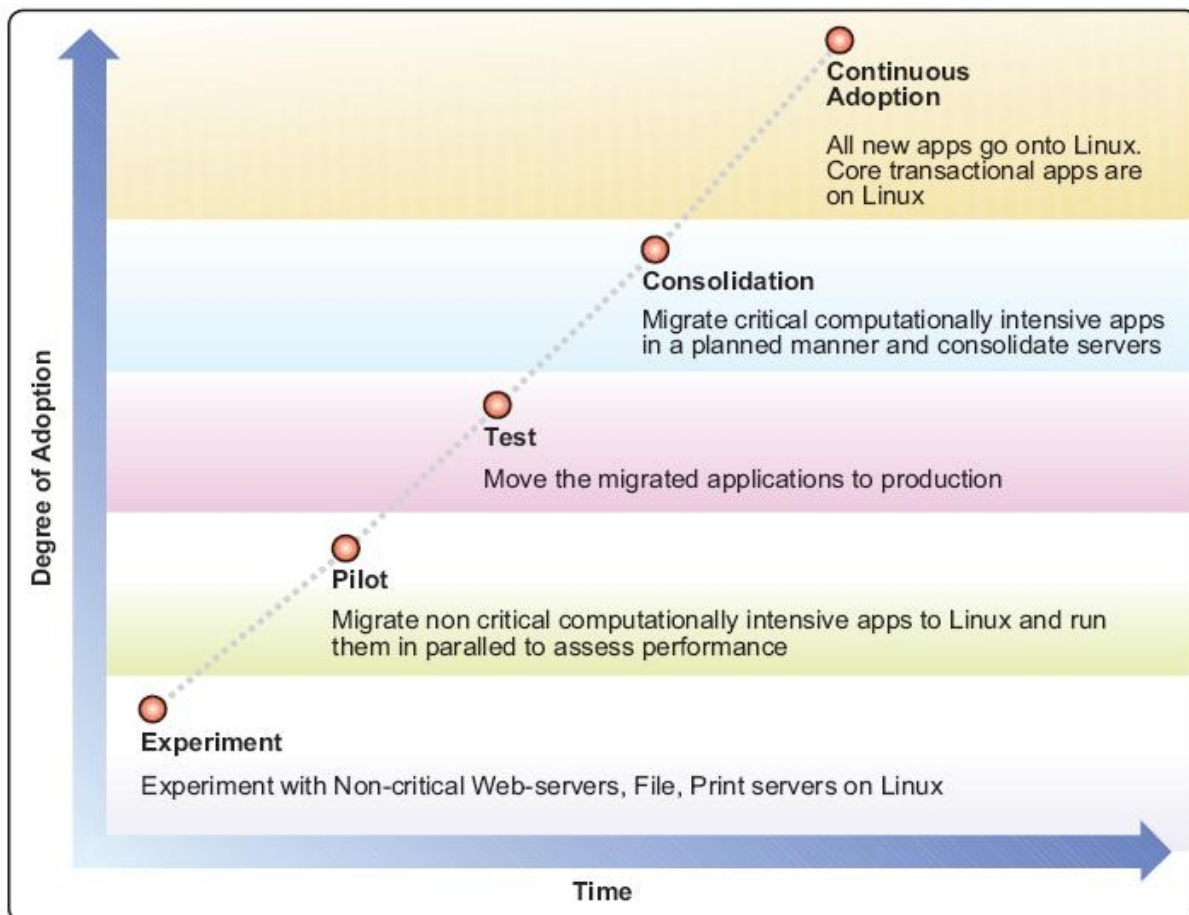 Continuous
Adoption
All new apps go onto Linux.
Core transactional apps are
on Linux
Consolidation
Migrate critical computationally intensive apps
in a planned manner and consolidate servers
Test
Move the migrated applications to production
Pilot
Migrate non critical computationally intensive apps to Linux and run
them in paralled to assess performance
Experiment
Experiment with Non-critical Web-servers, File, Print servers on Linux
Degree of Adoption
Time